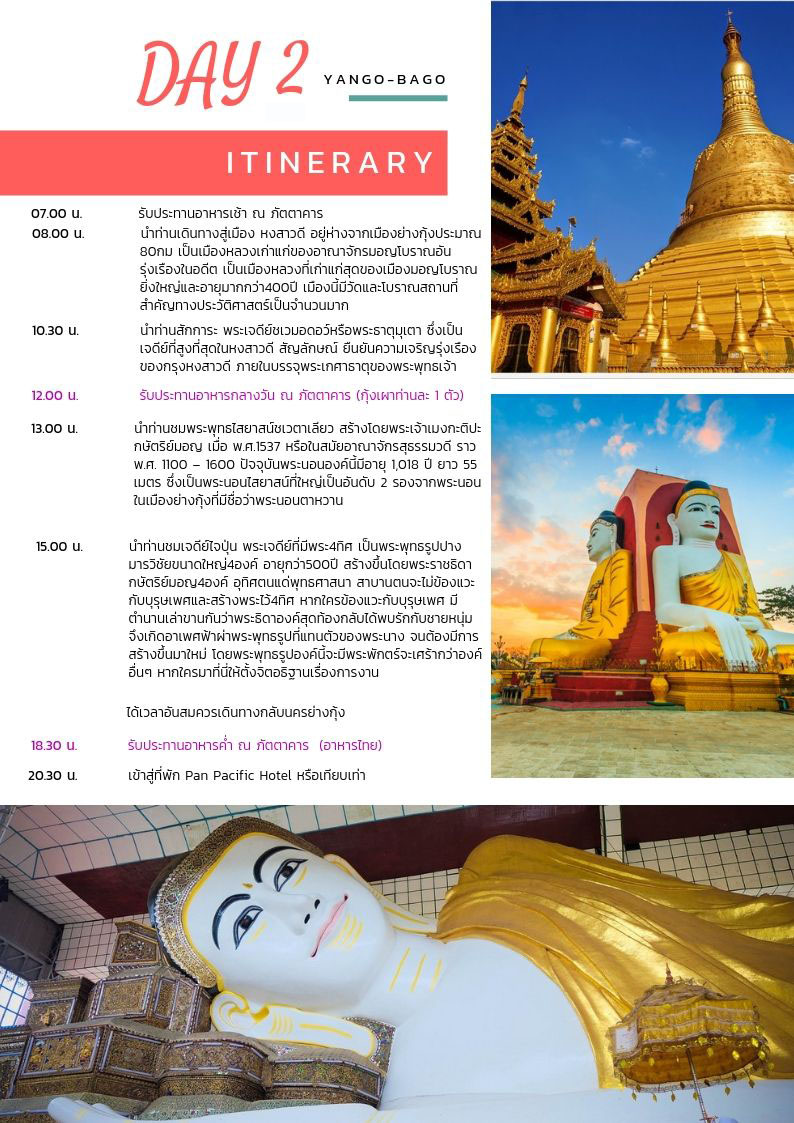 DAY 2
YANGO-BAGO
ITINERARY
07.00 น. รับประทานอาหารเช้า ณ ภัตตาคาร
08.00 น. นำท่านเดินทางสู่เมือง หงสาวดี อยู่ห่างจากเมืองย่างกุ้งประมาณ
80กม เป็นเมืองหลวงเก่าแก่ของอาณาจักรมอญโบราณอัน
รุ่งเรืองในอดีต เป็นเมืองหลวงที่เก่าแก่สุดของเมืองมอญโบราณ
ยิ่งใหญ่และอายุมากกว่า400ปี เมืองนี้มีวัดและโบราณสถานที่
สำคัญทางประวัติศาสตร์เป็นจำนวนมาก
10.30 น. นำท่านสักการะ พระเจดีย์ชเวมอดอว์หรือพระธาตุมุเตา ซึ่งเป็น
เจดีย์ที่สูงที่สุดในหงสาวดี สัญลักษณ์ ยืนยันความเจริญรุ่งเรือง
ของกรุงหงสาวดี ภายในบรรจุพระเกศาธาตุของพระพุทธเจ้า
12.00 น. รับประทานอาหารกลางวัน ณ ภัตตาคาร (กุ้งเผาท่านละ 1 ตัว)
13.00 น. นำท่านชมพระพุทธไสยาสน์ชเวตาเลียว สร้างโดยพระเจ้าเมงกะติปะ
กษัตริย์มอญ เมื่อ พ.ศ.1537 หรือในสมัยอาณาจักรสุธรรมวดี ราว
พ.ศ. 1100 – 1600 ปัจจุบันพระนอนองค์นี้มีอายุ 1,018 ปี ยาว 55
เมตร ซึ่งเป็นพระนอนไสยาสน์ที่ใหญ่เป็นอันดับ 2 รองจากพระนอน
ในเมืองย่างกุ้งที่มีชื่อว่าพระนอนตาหวาน
15.00 น. นำท่านชมเจดีย์ไจปุ่น พระเจดีย์ที่มีพระ4ทิศ เป็นพระพุทธรูปปาง
มารวิชัยขนาดใหญ่4องค์ อายุกว่า500ปี สร้างขึ้นโดยพระราชธิดา
กษัตริย์มอญ4องค์ อุทิศตนแด่พุทธศาสนา สาบานตนจะไม่ข้องแวะ
กับบุรุษเพศและสร้างพระไว้4ทิศ หากใครข้องแวะกับบุรุษเพศ มี
ตำนานเล่าขานกันว่าพระธิดาองค์สุดท้องกลับได้พบรักกับชายหนุ่ม
จึงเกิดอาเพศฟ้าผ่าพระพุทธรูปที่แทนตัวของพระนาง จนต้องมีการ
สร้างขึ้นมาใหม่ โดยพระพุทธรูปองค์นี้จะมีพระพักตร์จะเศร้ากว่าองค์
อื่นๆ หากใครมาที่นี่ให้ตั้งจิตอธิฐานเรื่องการงาน
ได้เวลาอันสมควรเดินทางกลับนครย่างกุ้ง
18.30 น. รับประทานอาหารค่ำ ณ ภัตตาคาร (อาหารไทย)
20.30 น. เข้าสู่ที่พัก Pan Pacific Hotel หรือเทียบเท่า